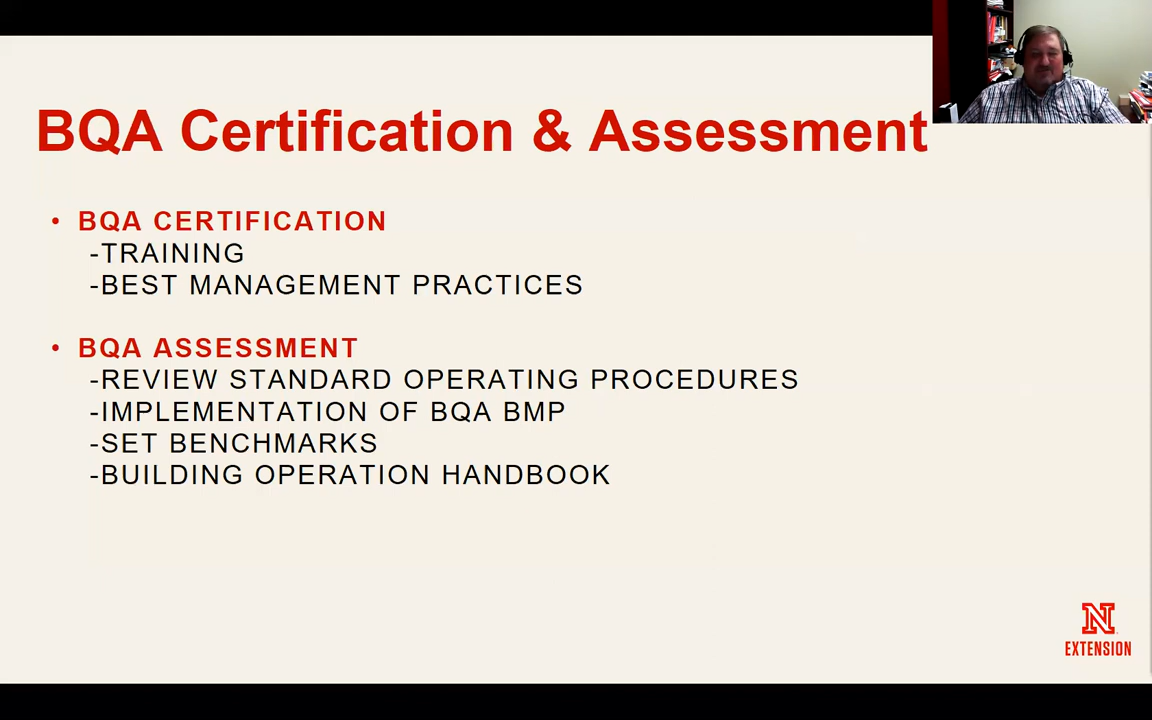 BQA Certification & Assessment
• BQA CERTIFICATION
-TRAINING
-BEST MANAGEMENT PRACTICES
• BQA ASSESSMENT
-REVIEW STANDARD OPERATING PROCEDURES
-IMPLEMENTATION OF BQA BMP
-SET BENCHMARKS
-BUILDING OPERATION HANDBOOK
N
EXTENSION